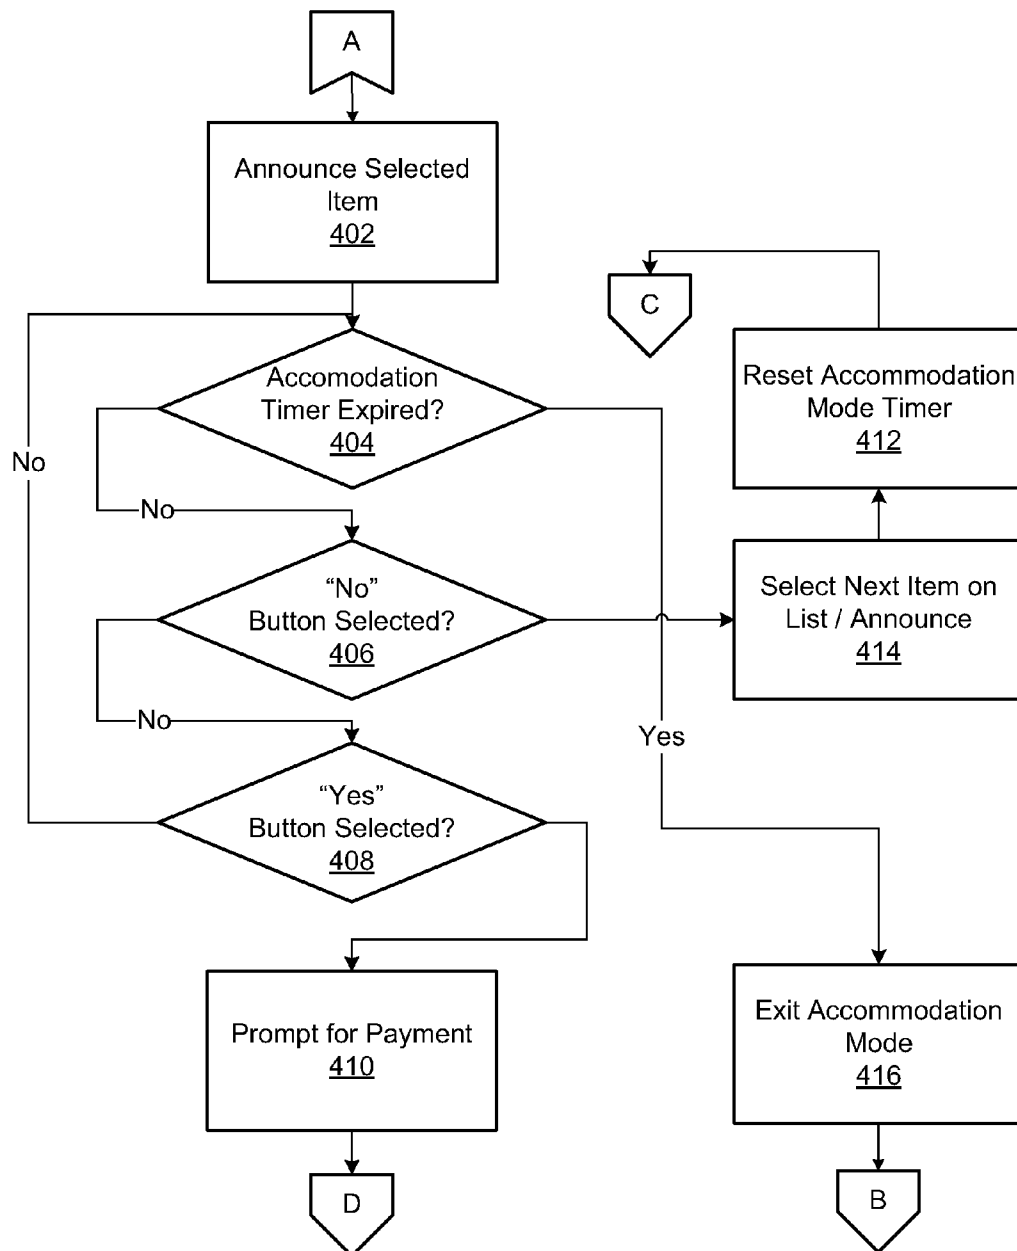 A
Announce Selected
Item
402
C
Reset Accommodation
Mode Timer
412
Accomodation
Timer Expired?
404
No
No
“No”
Button Selected?
406
Select Next Item on
List / Announce
414
No
Yes
“Yes”
Button Selected?
408
Prompt for Payment
410
Exit Accommodation
Mode
416
D
B